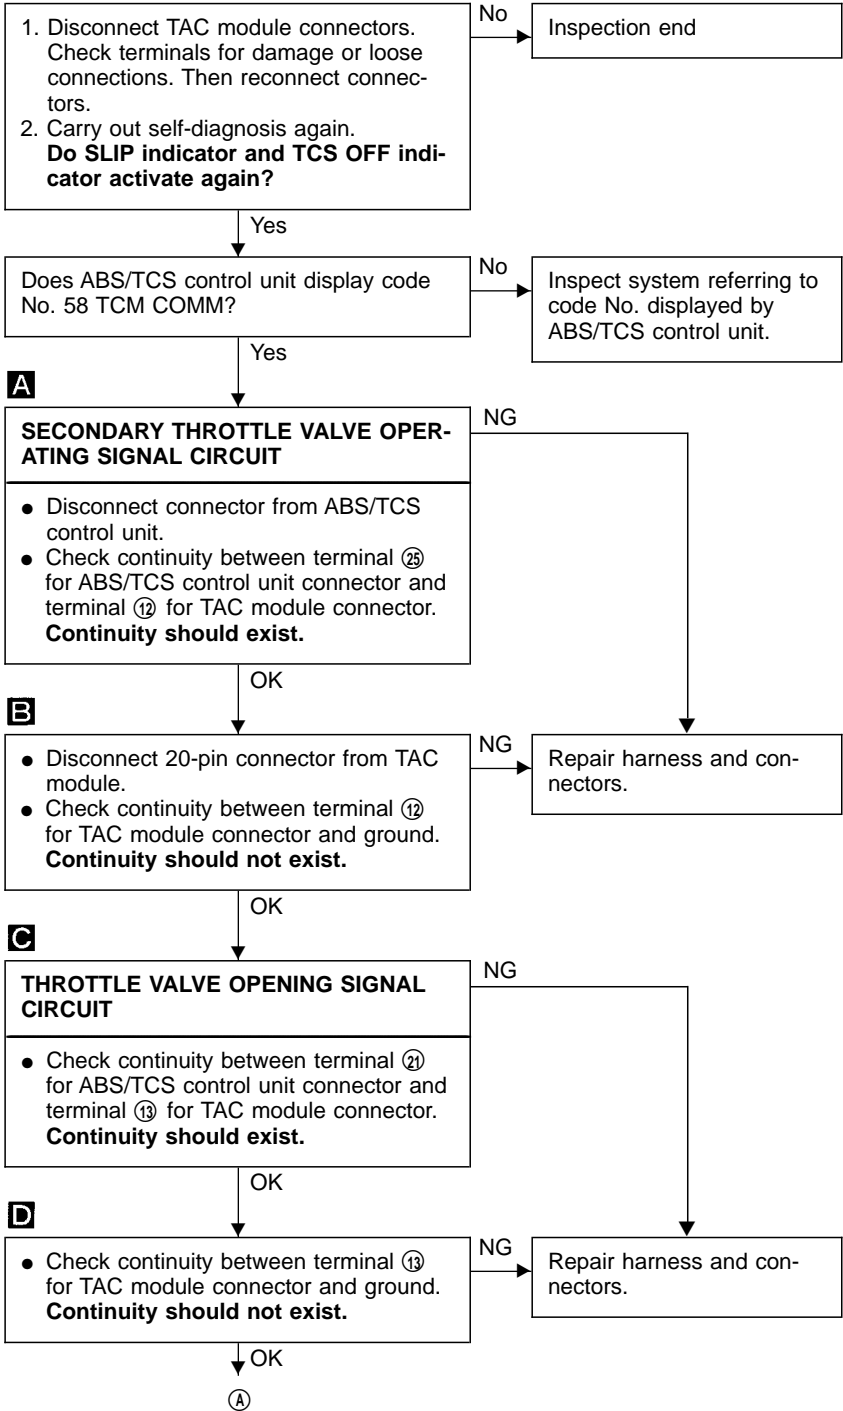 1. Disconnect TAC module connectors.
Check terminals for damage or loose
connections. Then reconnect connec-
tors.
2. Carry out self-diagnosis again.
Do SLIP indicator and TCS OFF indi-
cator activate again?
No
Inspection end
Yes
Does ABS/TCS control unit display code
No. 58 TCM COMM?
No
Inspect system referring to
code No. displayed by
ABS/TCS control unit.
Yes
A
SECONDARY THROTTLE VALVE OPER-
ATING SIGNAL CIRCUIT
NG
● Disconnect connector from ABS/TCS
control unit.
● Check continuity between terminal ㉕
for ABS/TCS control unit connector and
terminal ⑫ for TAC module connector.
Continuity should exist.
OK
B
● Disconnect 20-pin connector from TAC
module.
● Check continuity between terminal ⑫
for TAC module connector and ground.
Continuity should not exist.
NG
Repair harness and con-
nectors.
OK
C
THROTTLE VALVE OPENING SIGNAL
CIRCUIT
NG
● Check continuity between terminal ㉑
for ABS/TCS control unit connector and
terminal ⑬ for TAC module connector.
Continuity should exist.
OK
D
● Check continuity between terminal ⑬
for TAC module connector and ground.
Continuity should not exist.
NG
Repair harness and con-
nectors.
OK
Ⓐ